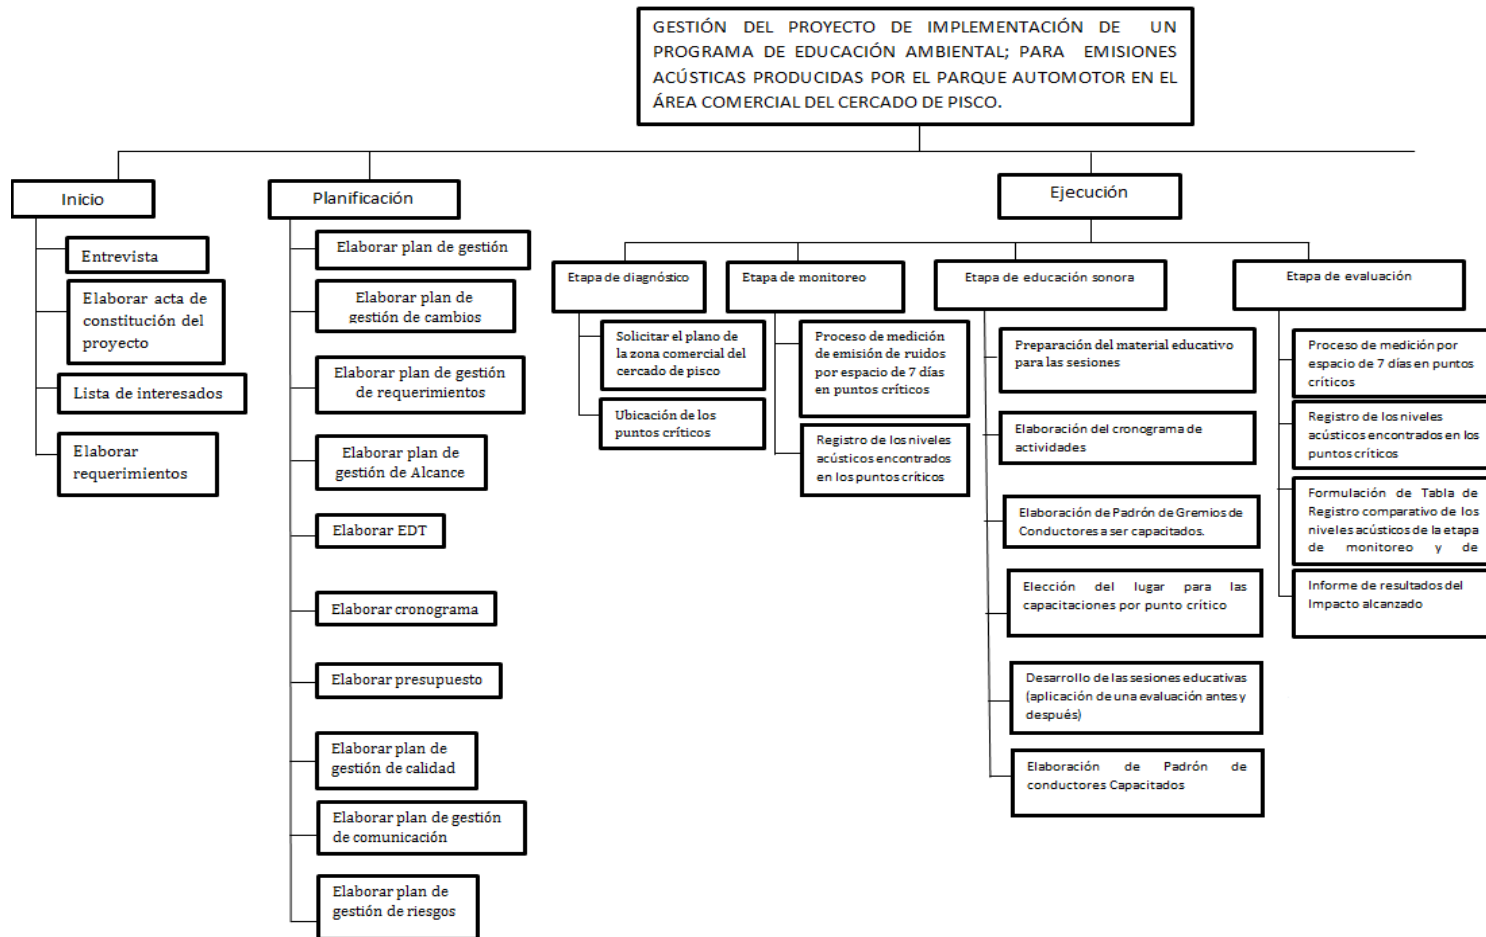 GESTIÓN DEL PROYECTO DE IMPLEMENTACIÓN DE UN
PROGRAMA DE EDUCACIÓN AMBIENTAL; PARA EMISIONES
ACÚSTICAS PRODUCIDAS POR EL PARQUE AUTOMOTOR EN EL
ÁREA COMERCIAL DEL CERCADO DE PISCO.
Inicio
Entrevista
Elaborar acta de
constitución del
proyecto
Lista de interesados
Elaborar
requerimientos
Planificación
Elaborar plan de gestión
Elaborar plan de
gestión de cambios
Elaborar plan de gestión
de requerimientos
Elaborar plan de
gestión de Alcance
Elaborar EDT
Elaborar cronograma
Elaborar presupuesto
Elaborar plan de
gestión de calidad
Elaborar plan de gestión
de comunicación
Elaborar plan de
gestión de riesgos
Ejecución
Etapa de diagnóstico
Solicitar el plano de
la zona comercial del
cercado de pisco
Ubicación de los
puntos críticos
Etapa de monitoreo
Proceso de medición
de emisión de ruidos
por espacio de 7 días
en puntos críticos
Registro de los niveles
acústicos encontrados
en los puntos críticos
Etapa de educación sonora
Preparación del material educativo
para las sesiones
Elaboración del cronograma de
actividades
Elaboración de Padrón de Gremios de
Conductores a ser capacitados.
Elección del lugar para las
capacitaciones por punto crítico
Desarrollo de las sesiones educativas
(aplicación de una evaluación antes y
después)
Elaboración de Padrón de
conductores Capacitados
Etapa de evaluación
Proceso de medición por
espacio de 7 días en puntos
críticos
Registro de los niveles
acústicos encontrados en los
puntos críticos
Formulación de Tabla de
Registro comparativo de los
niveles acústicos de la etapa
de monitoreo y de
Informe de resultados del
Impacto alcanzado